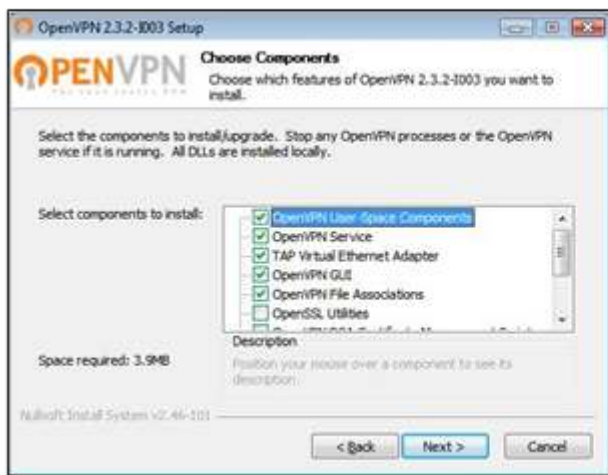 OpenVPN 2.3.2-I003 Setup
OPENVPN
Choose Components
Choose which features of OpenVPN 2.3.2-I003 you want to
install.
Select the components to install/upgrade. Stop any OpenVPN processes or the OpenVPN
service if it is running. All DLLs are installed locally.
Select components to install:
OpenVPN User-Space Components
OpenVPN Service
TAP Virtual Ethernet Adapter
OpenVPN GUI
OpenVPN File Associations
OpenSSL Utilities
Description
Space required: 3.9MB
Position your mouse over a component to see its
description.
Nullsoft Install System v2.46-101
< Back
Next >
Cancel